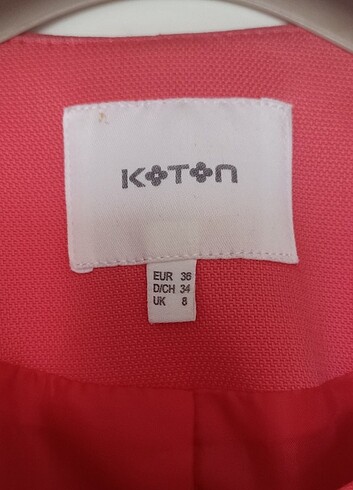 KOTON
EUR 36
D/CH 34
UK 8